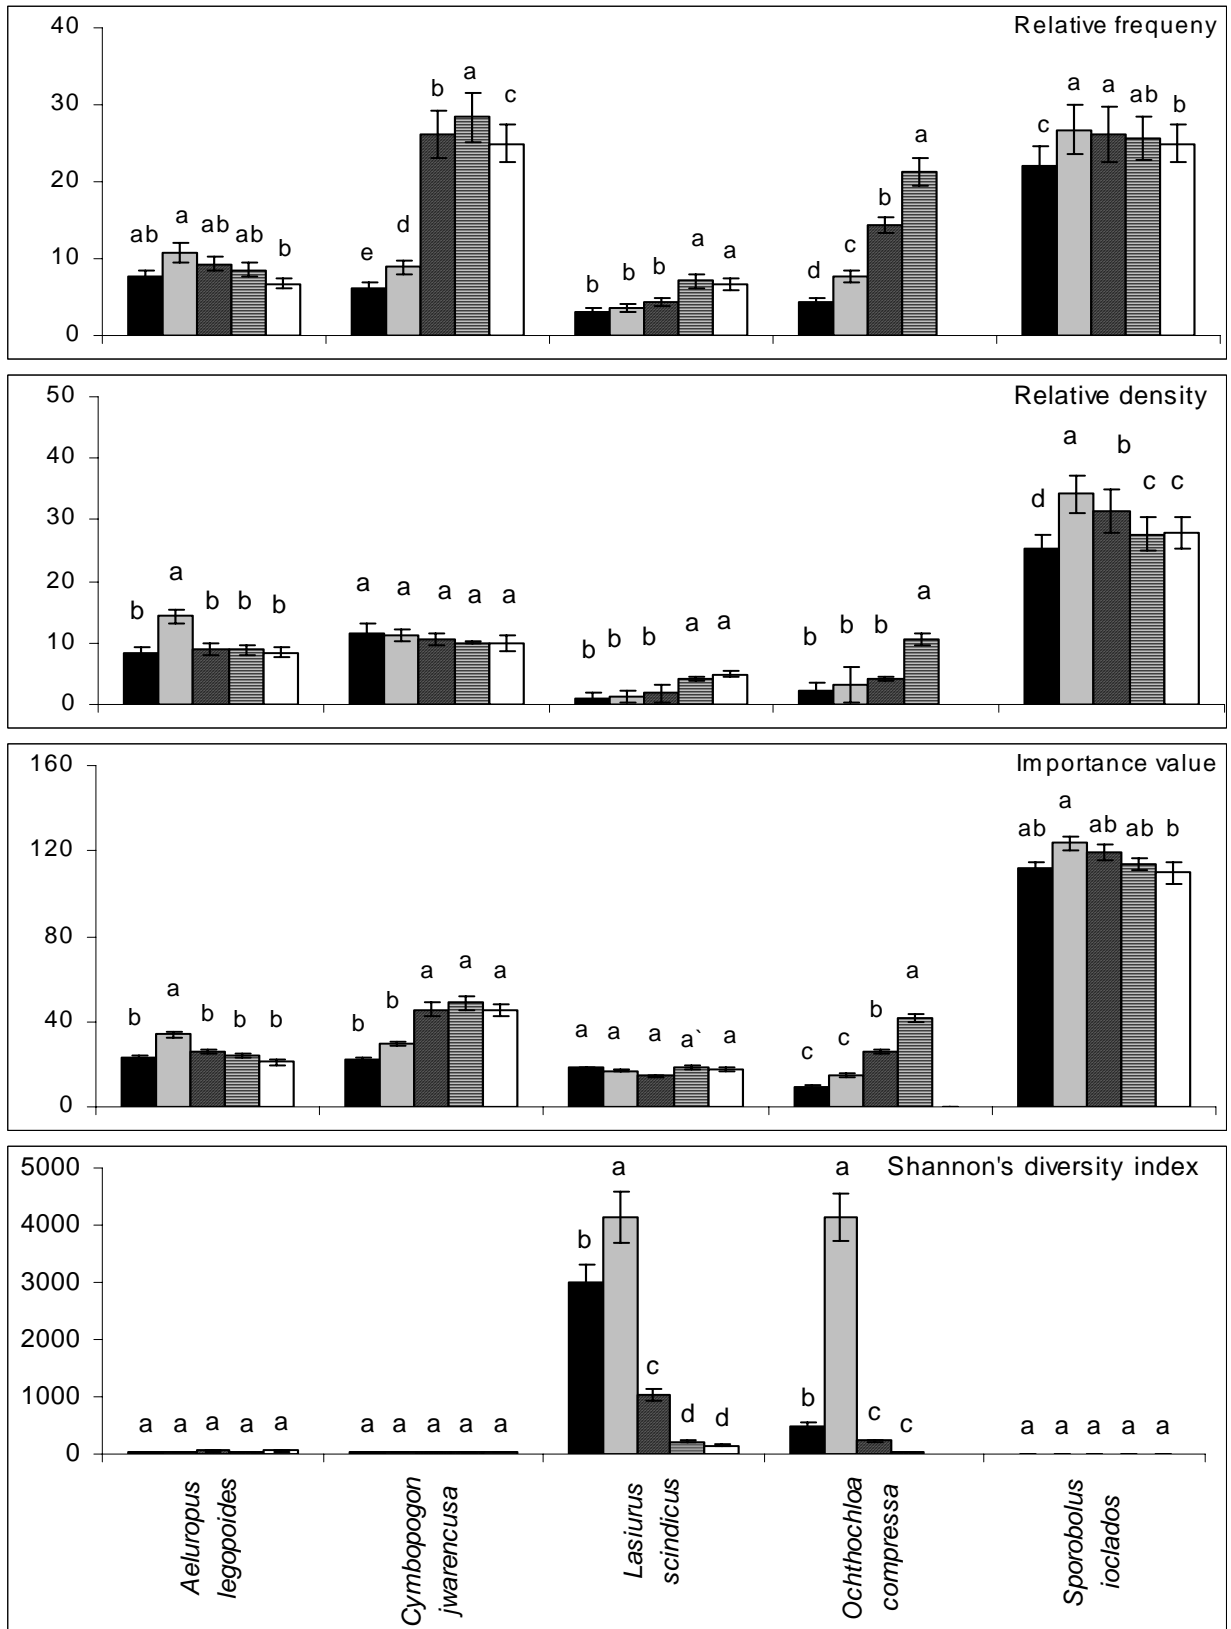 Relative frequeny
40
30
20
10
0
ab a ab ab b
e d b a c
b b b a a
d c b a
c a a ab b
Relative density
50
40
30
20
10
0
b a b b b
a a a a a
b b b a a
b b b a
d a b c c
Importance value
160
120
80
40
0
b a b b b
b b a a a
a a a a` a
c c b a
ab a ab ab b
Shannon's diversity index
5000
4000
3000
2000
1000
0
a a a a a
a a a a a
b a c d d
b a c c
a a a a a
Aeluropus
legopoides
Cymbopogon
jwarencusa
Lasiurus
scindicus
Ochthochloa
compressa
Sporobolus
ioclados